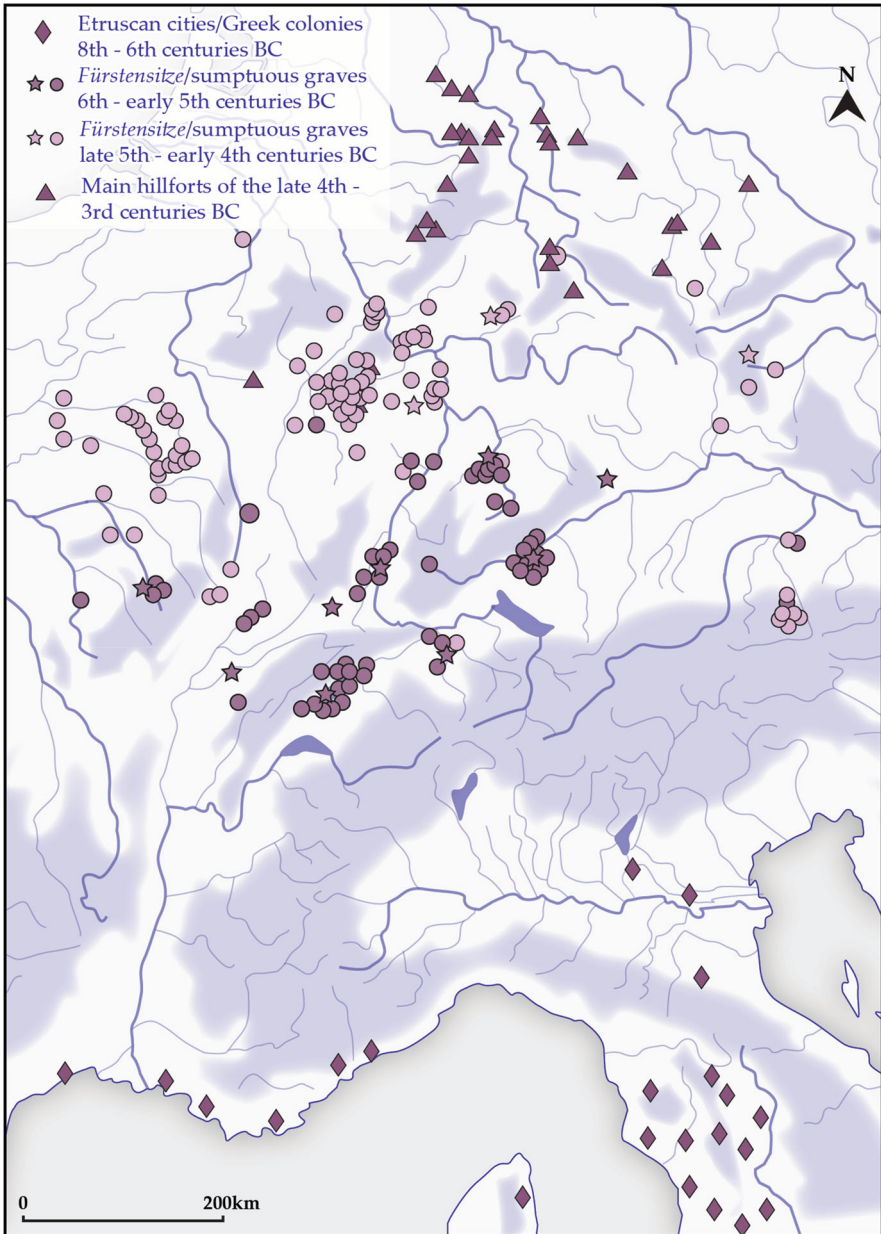 Etruscan cities/Greek colonies
8th - 6th centuries BC
Fürstensitze/sumptuous graves
6th - early 5th centuries BC
Fürstensitze/sumptuous graves
late 5th - early 4th centuries BC
Main hillforts of the late 4th -
3rd centuries BC
N
0 200km